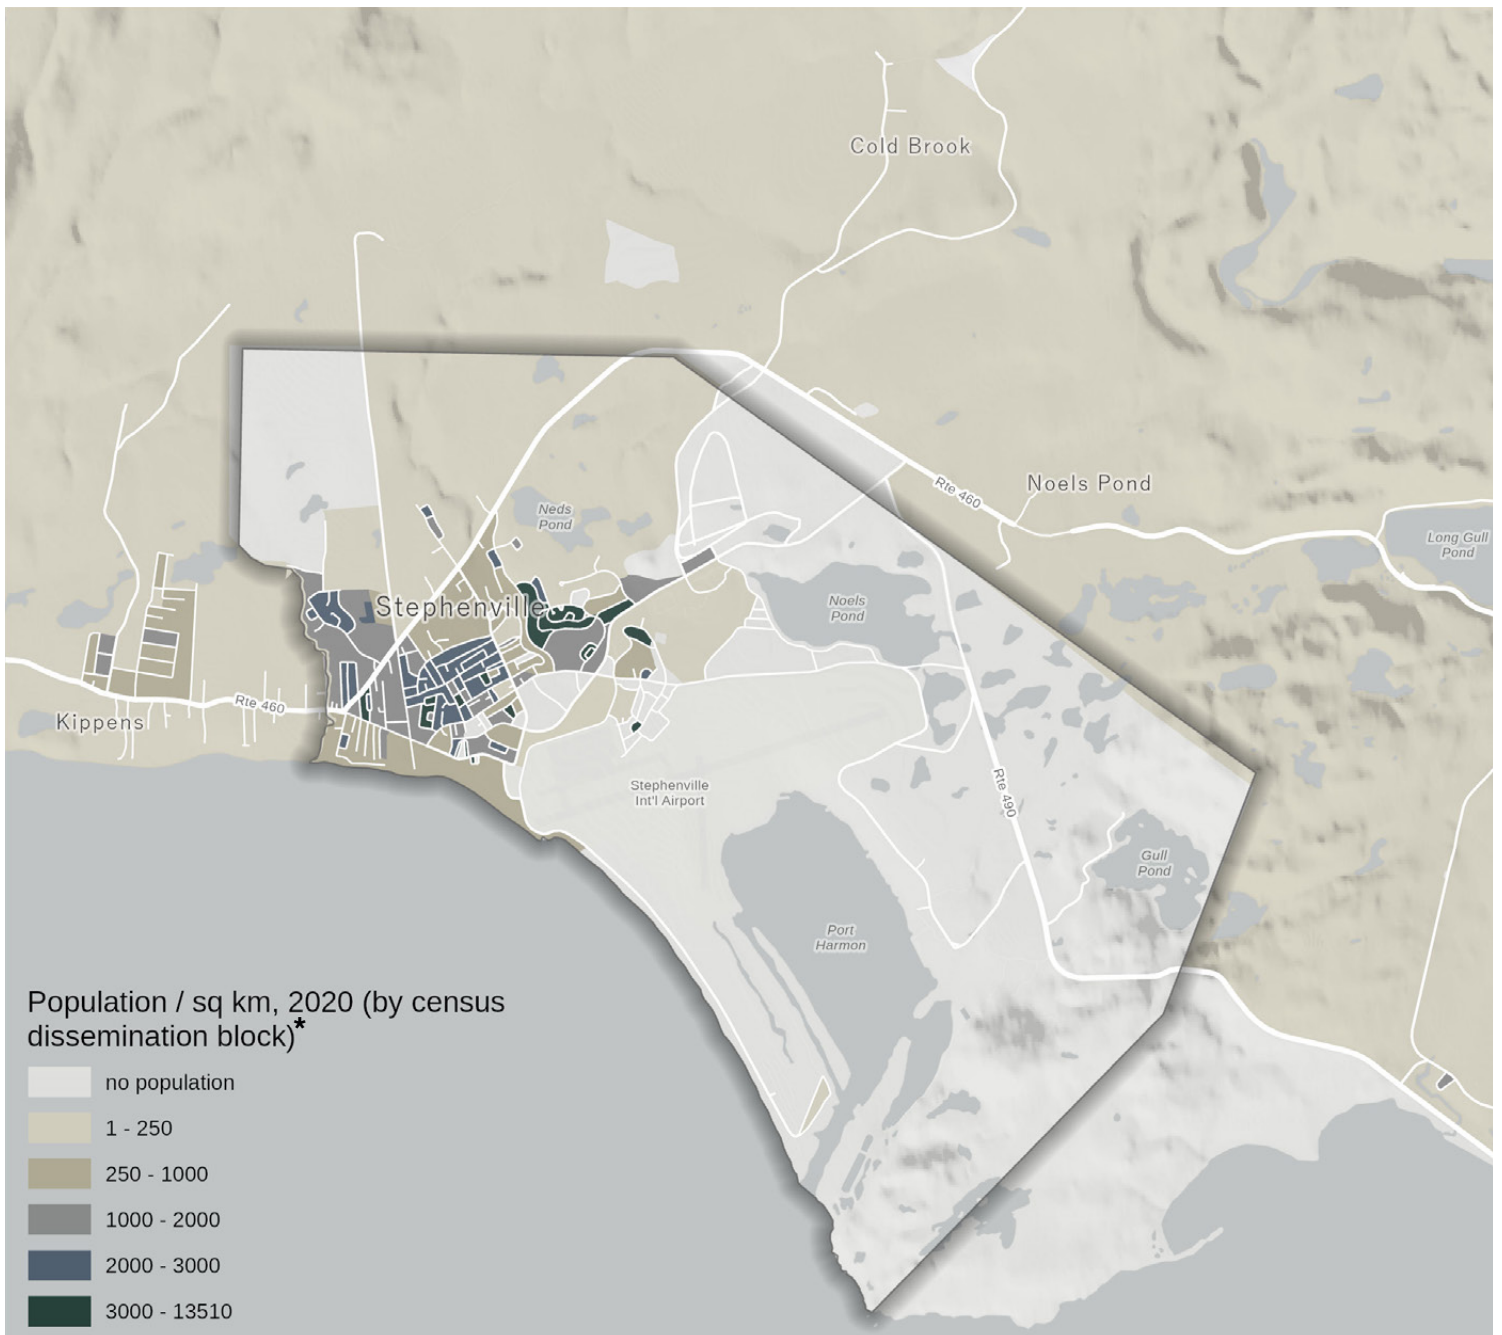 Cold Brook
Noels Pond
Rte 460
Long Gull
Pond
Neds
Pond
Stephenville
Noels
Pond
Kippens
Rte 460
Stephenville
Int'l Airport
Rte 490
Gull
Pond
Port
Harmon
Population / sq km, 2020 (by census
dissemination block)*
no population
1 - 250
250 - 1000
1000 - 2000
2000 - 3000
3000 - 13510